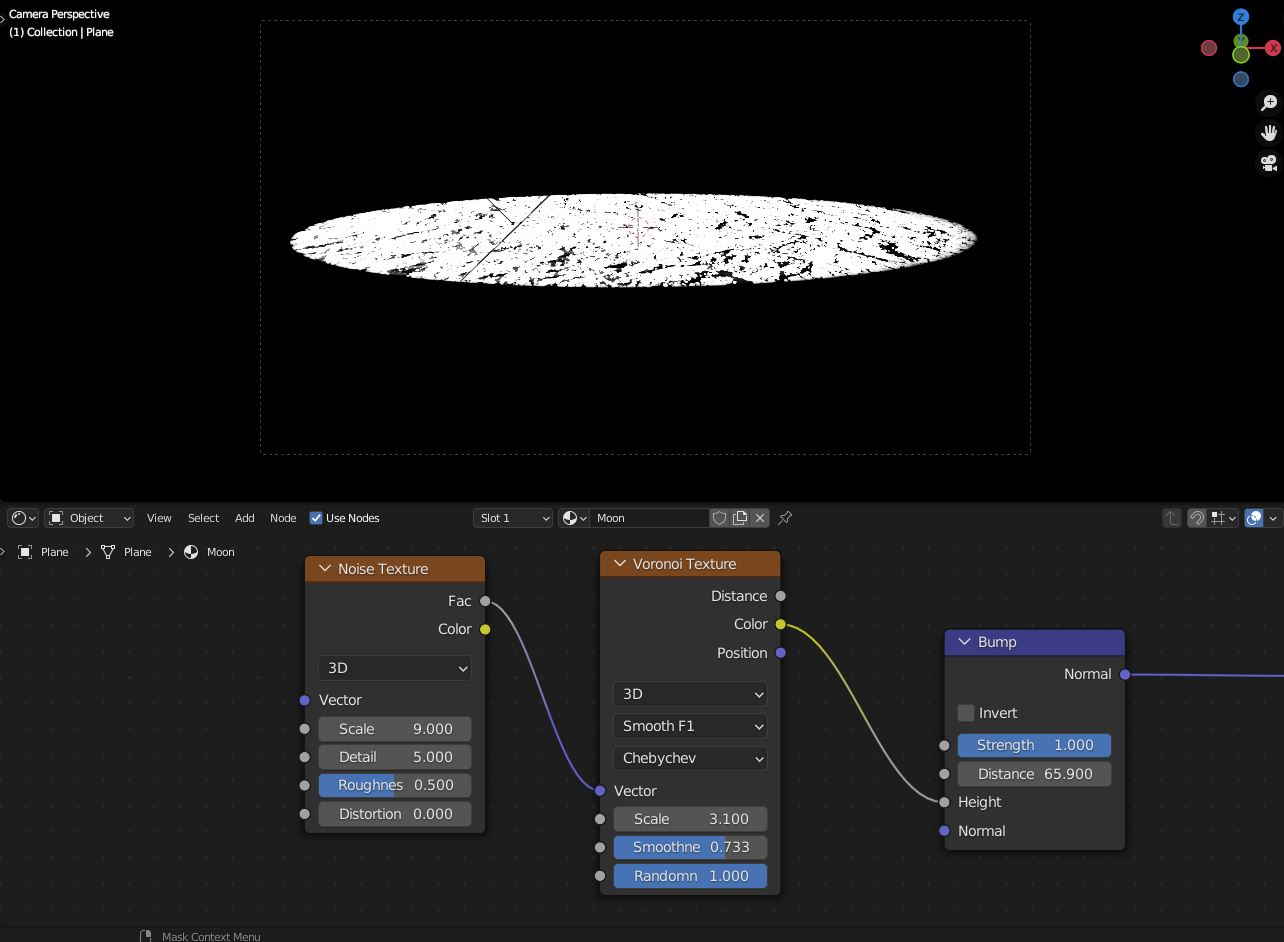 Camera Perspective
(1) Collection | Plane
Z
X
Object
View
Select
Add
Node
Use Nodes
Slot 1
Moon
Plane
Plane
Moon
Noise Texture
Fac
Color
3D
Vector
Scale 9.000
Detail 5.000
Roughnes 0.500
Distortion 0.000
Voronoi Texture
Distance
Color
Position
3D
Smooth F1
Chebychev
Vector
Scale 3.100
Smoothne 0.733
Randomn 1.000
Bump
Normal
Invert
Strength 1.000
Distance 65.900
Height
Normal
Mask Context Menu